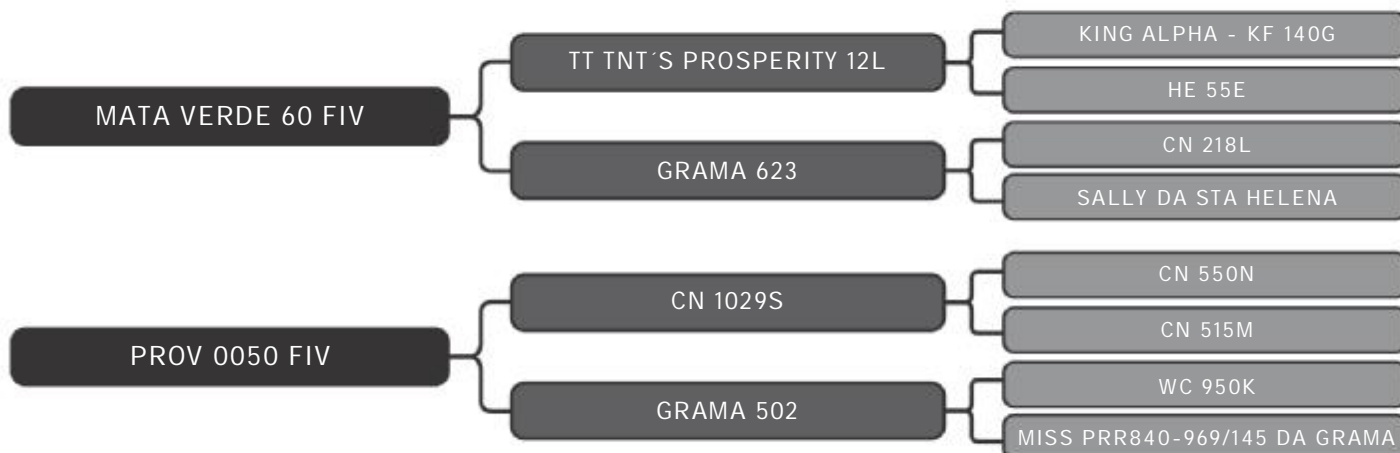 KING ALPHA - KF 140G
TT TNT´S PROSPERITY 12L
HE 55E
MATA VERDE 60 FIV
CN 218L
GRAMA 623
SALLY DA STA HELENA
CN 550N
CN 1029S
CN 515M
PROV 0050 FIV
WC 950K
GRAMA 502
MISS PRR840-969/145 DA GRAMA